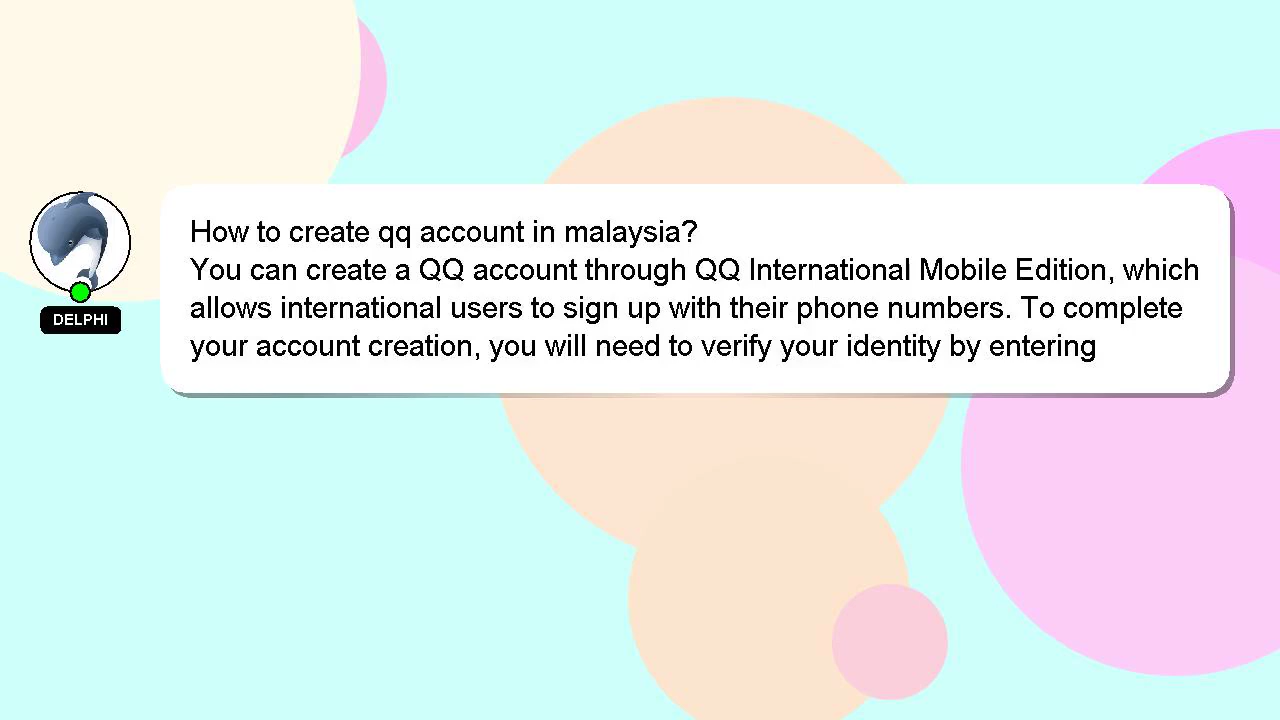 How to create qq account in malaysia?
You can create a QQ account through QQ International Mobile Edition, which
allows international users to sign up with their phone numbers. To complete
your account creation, you will need to verify your identity by entering
DELPHI